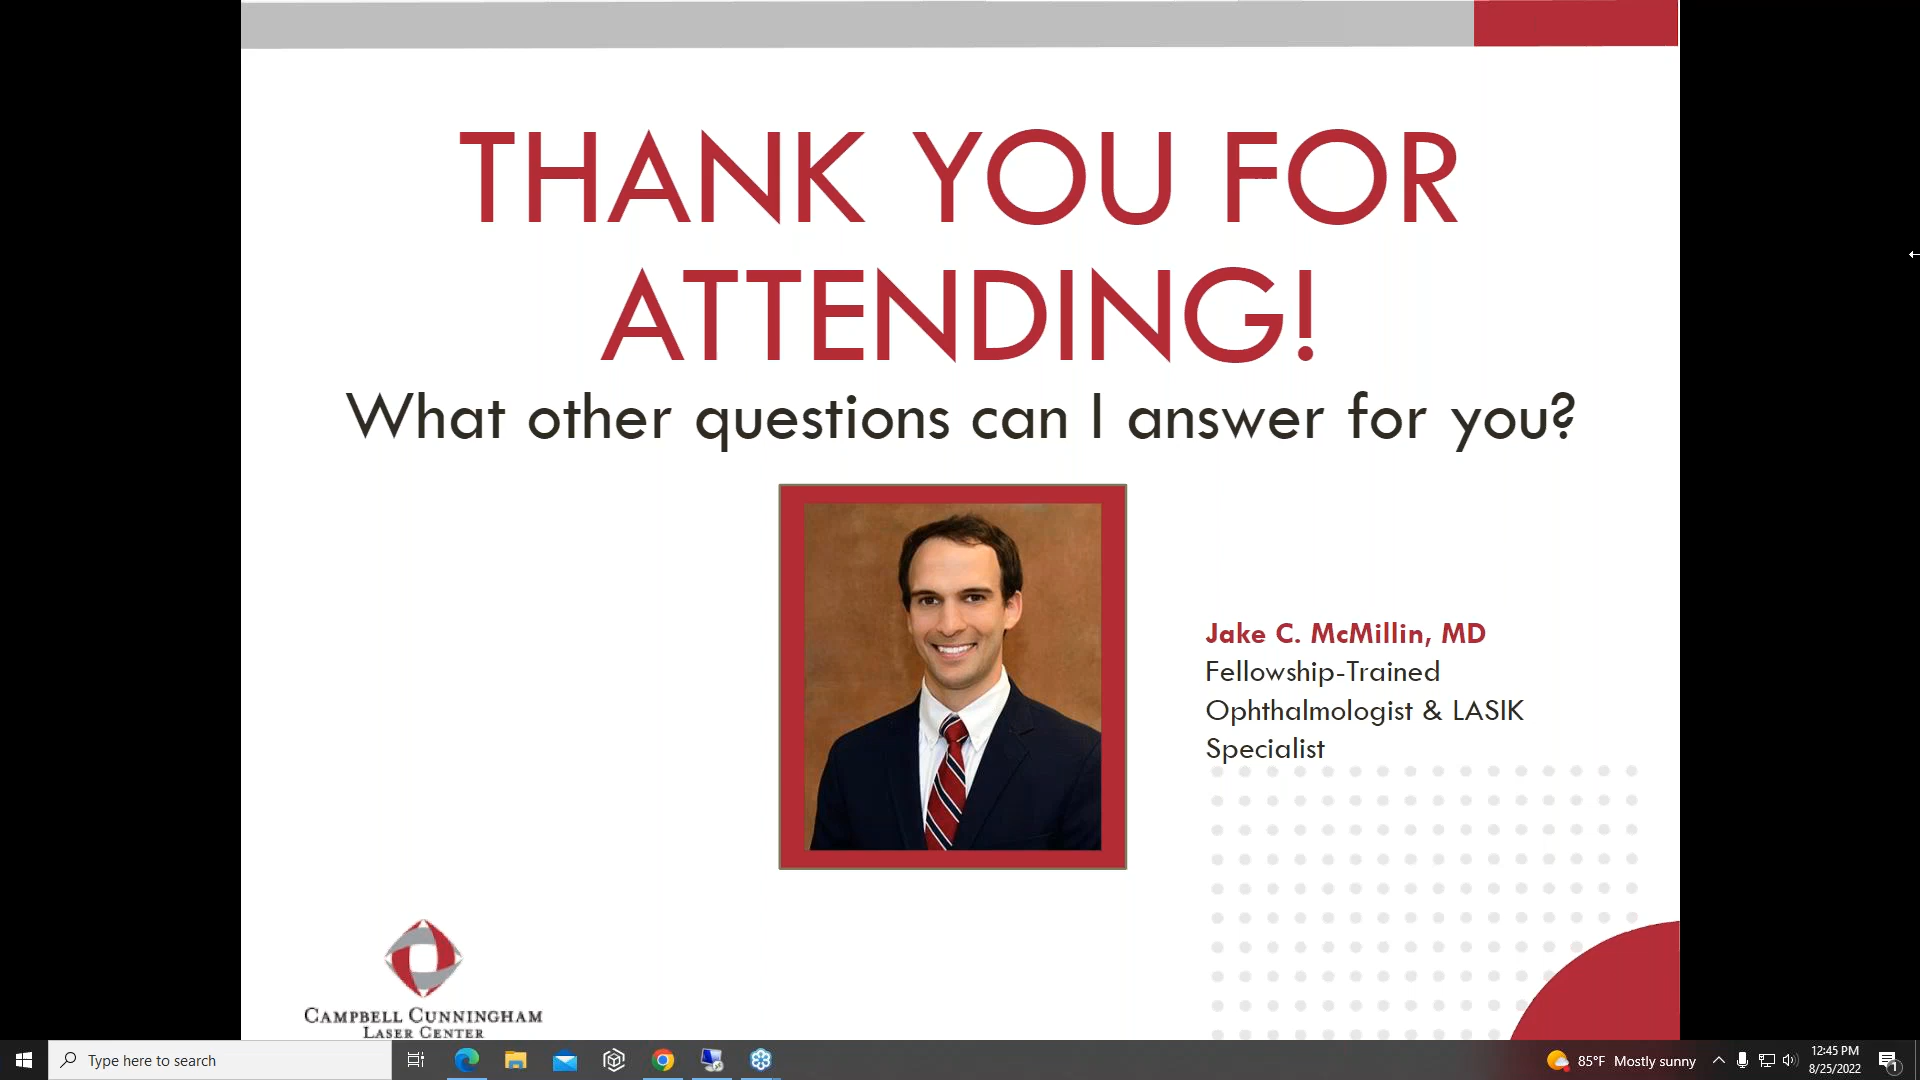 THANK YOU FOR
ATTENDING!
What other questions can I answer for you?
Jake C. McMillin, MD
Fellowship-Trained
Ophthalmologist & LASIK
Specialist
CAMPBELL CUNNINGHAM
LASER CENTER
Type here to search
85°F Mostly sunny
12:45 PM
8/25/2022
1